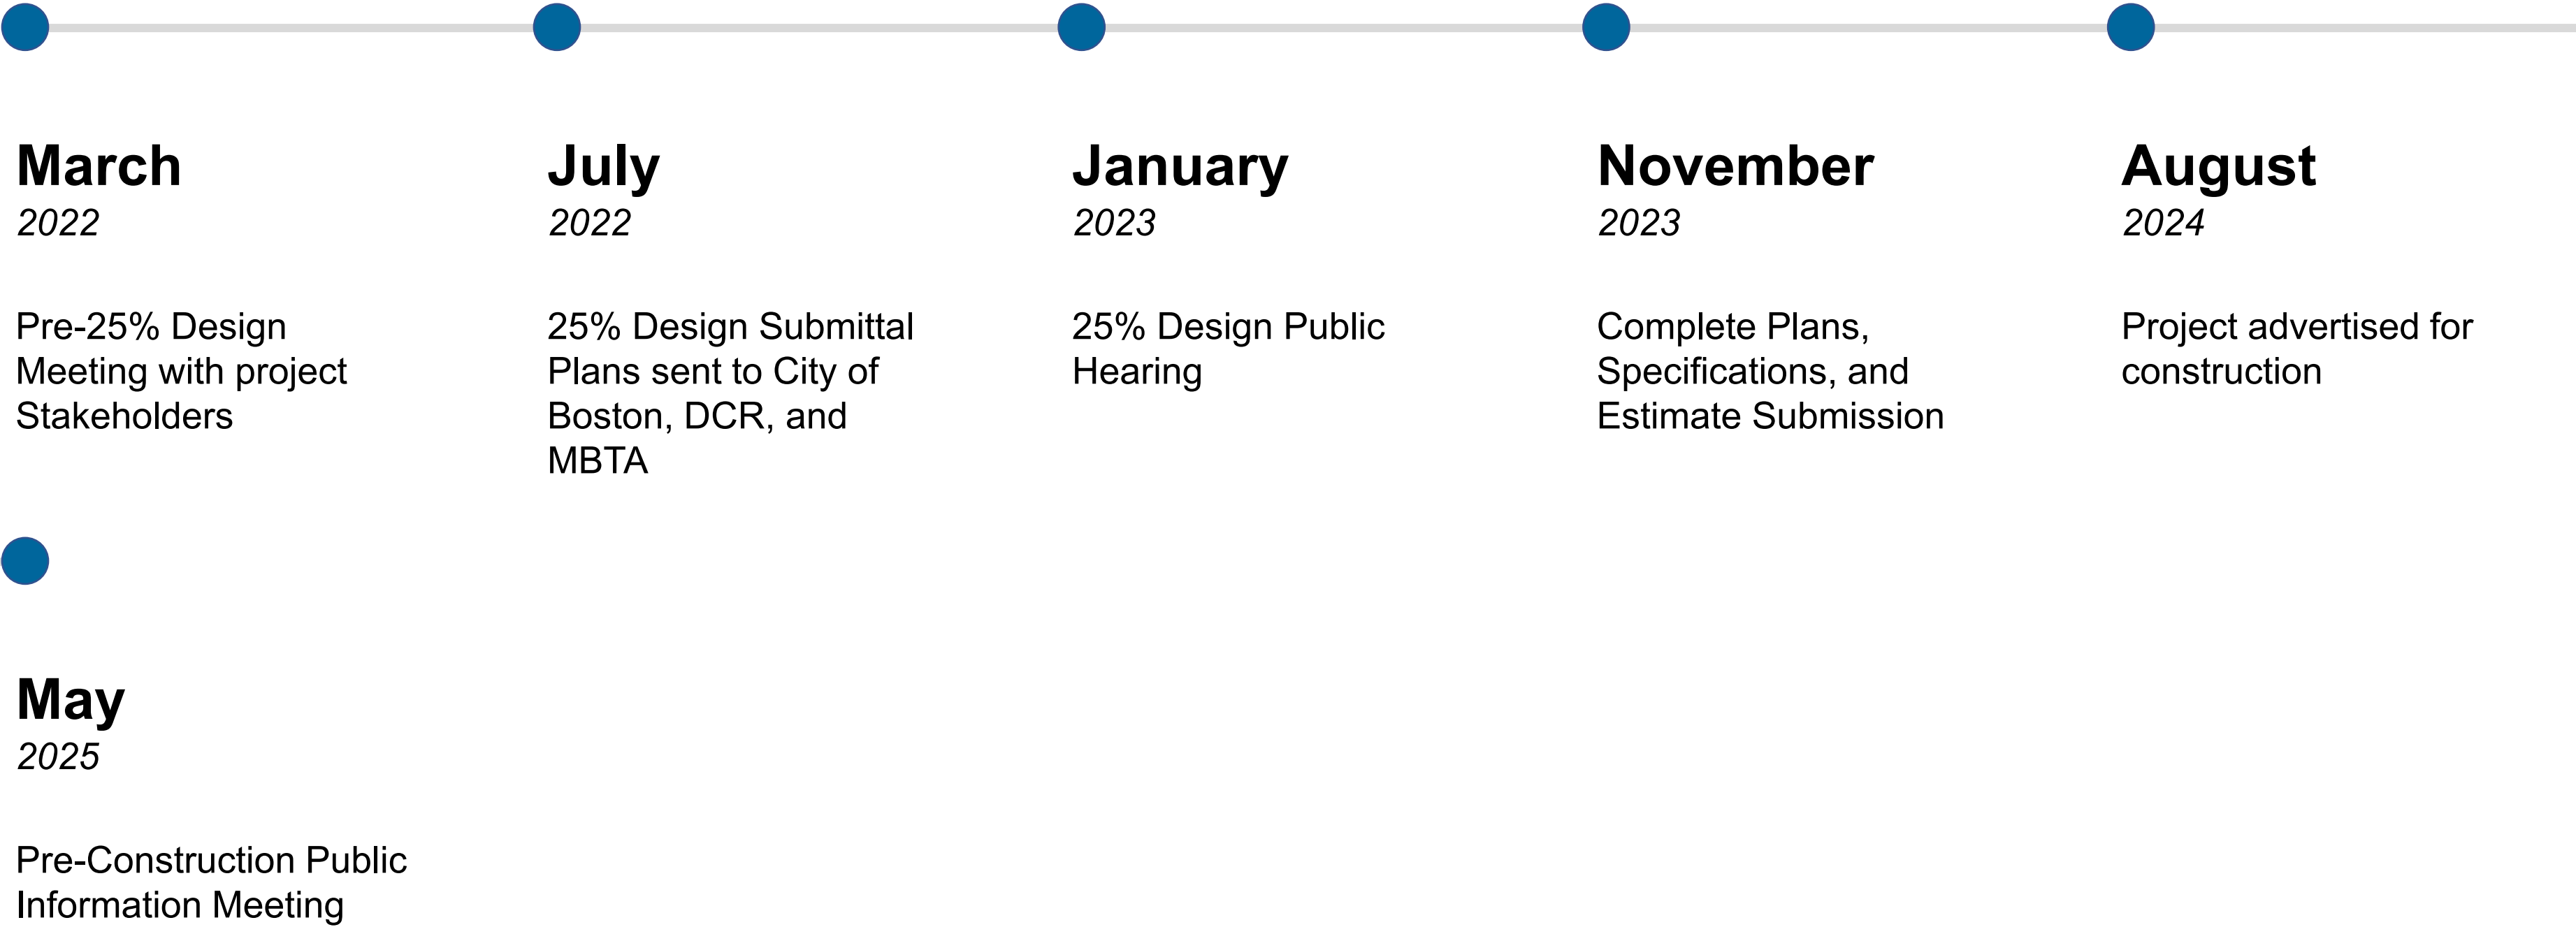 March
2022
Pre-25% Design
Meeting with project
Stakeholders
July
2022
25% Design Submittal
Plans sent to City of
Boston, DCR, and
MBTA
January
2023
25% Design Public
Hearing
November
2023
Complete Plans,
Specifications, and
Estimate Submission
August
2024
Project advertised for
construction
May
2025
Pre-Construction Public
Information Meeting